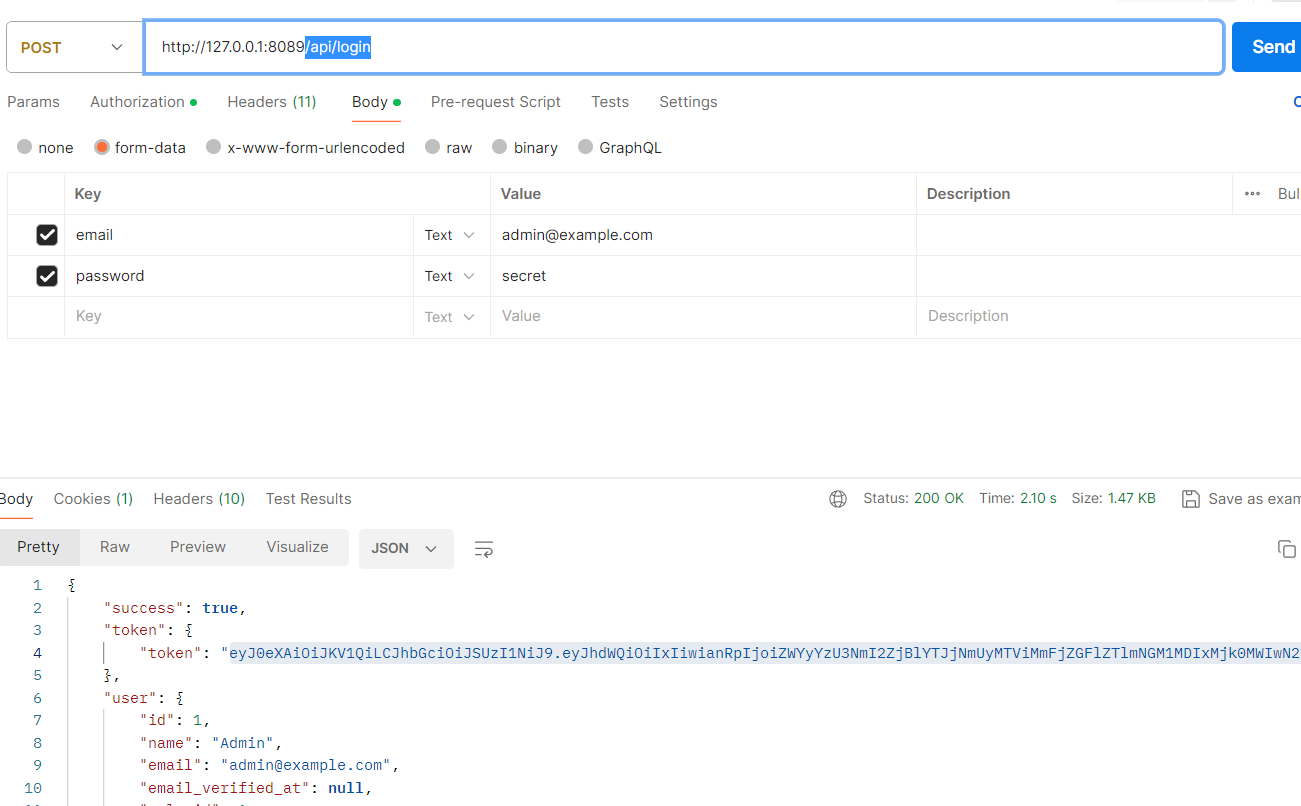 POST http://127.0.0.1:8089/api/login Send
Params Authorization Headers (11) Body Pre-request Script Tests Settings
none form-data x-www-form-urlencoded raw binary GraphQL
Key Value Description Bul
email Text admin@example.com
password Text secret
Key Text Value Description
Body Cookies (1) Headers (10) Test Results Status: 200 OK Time: 2.10 s Size: 1.47 KB Save as exam
Pretty Raw Preview Visualize JSON
1 {
2 "success": true,
3 "token": {
4 "token": "eyJ0eXAiOiJKV1QiLCJhbGciOiJSUzI1NiJ9.eyJhdWQiOiIxIiwianRpIjoiZWYyYzU3NmI2ZjBlYTJjNmUyMTViMmFjZGFlZTlmNGM1MDIxMjk0MWIwN2
5 },
6 "user": {
7 "id": 1,
8 "name": "Admin",
9 "email": "admin@example.com",
10 "email_verified_at": null,